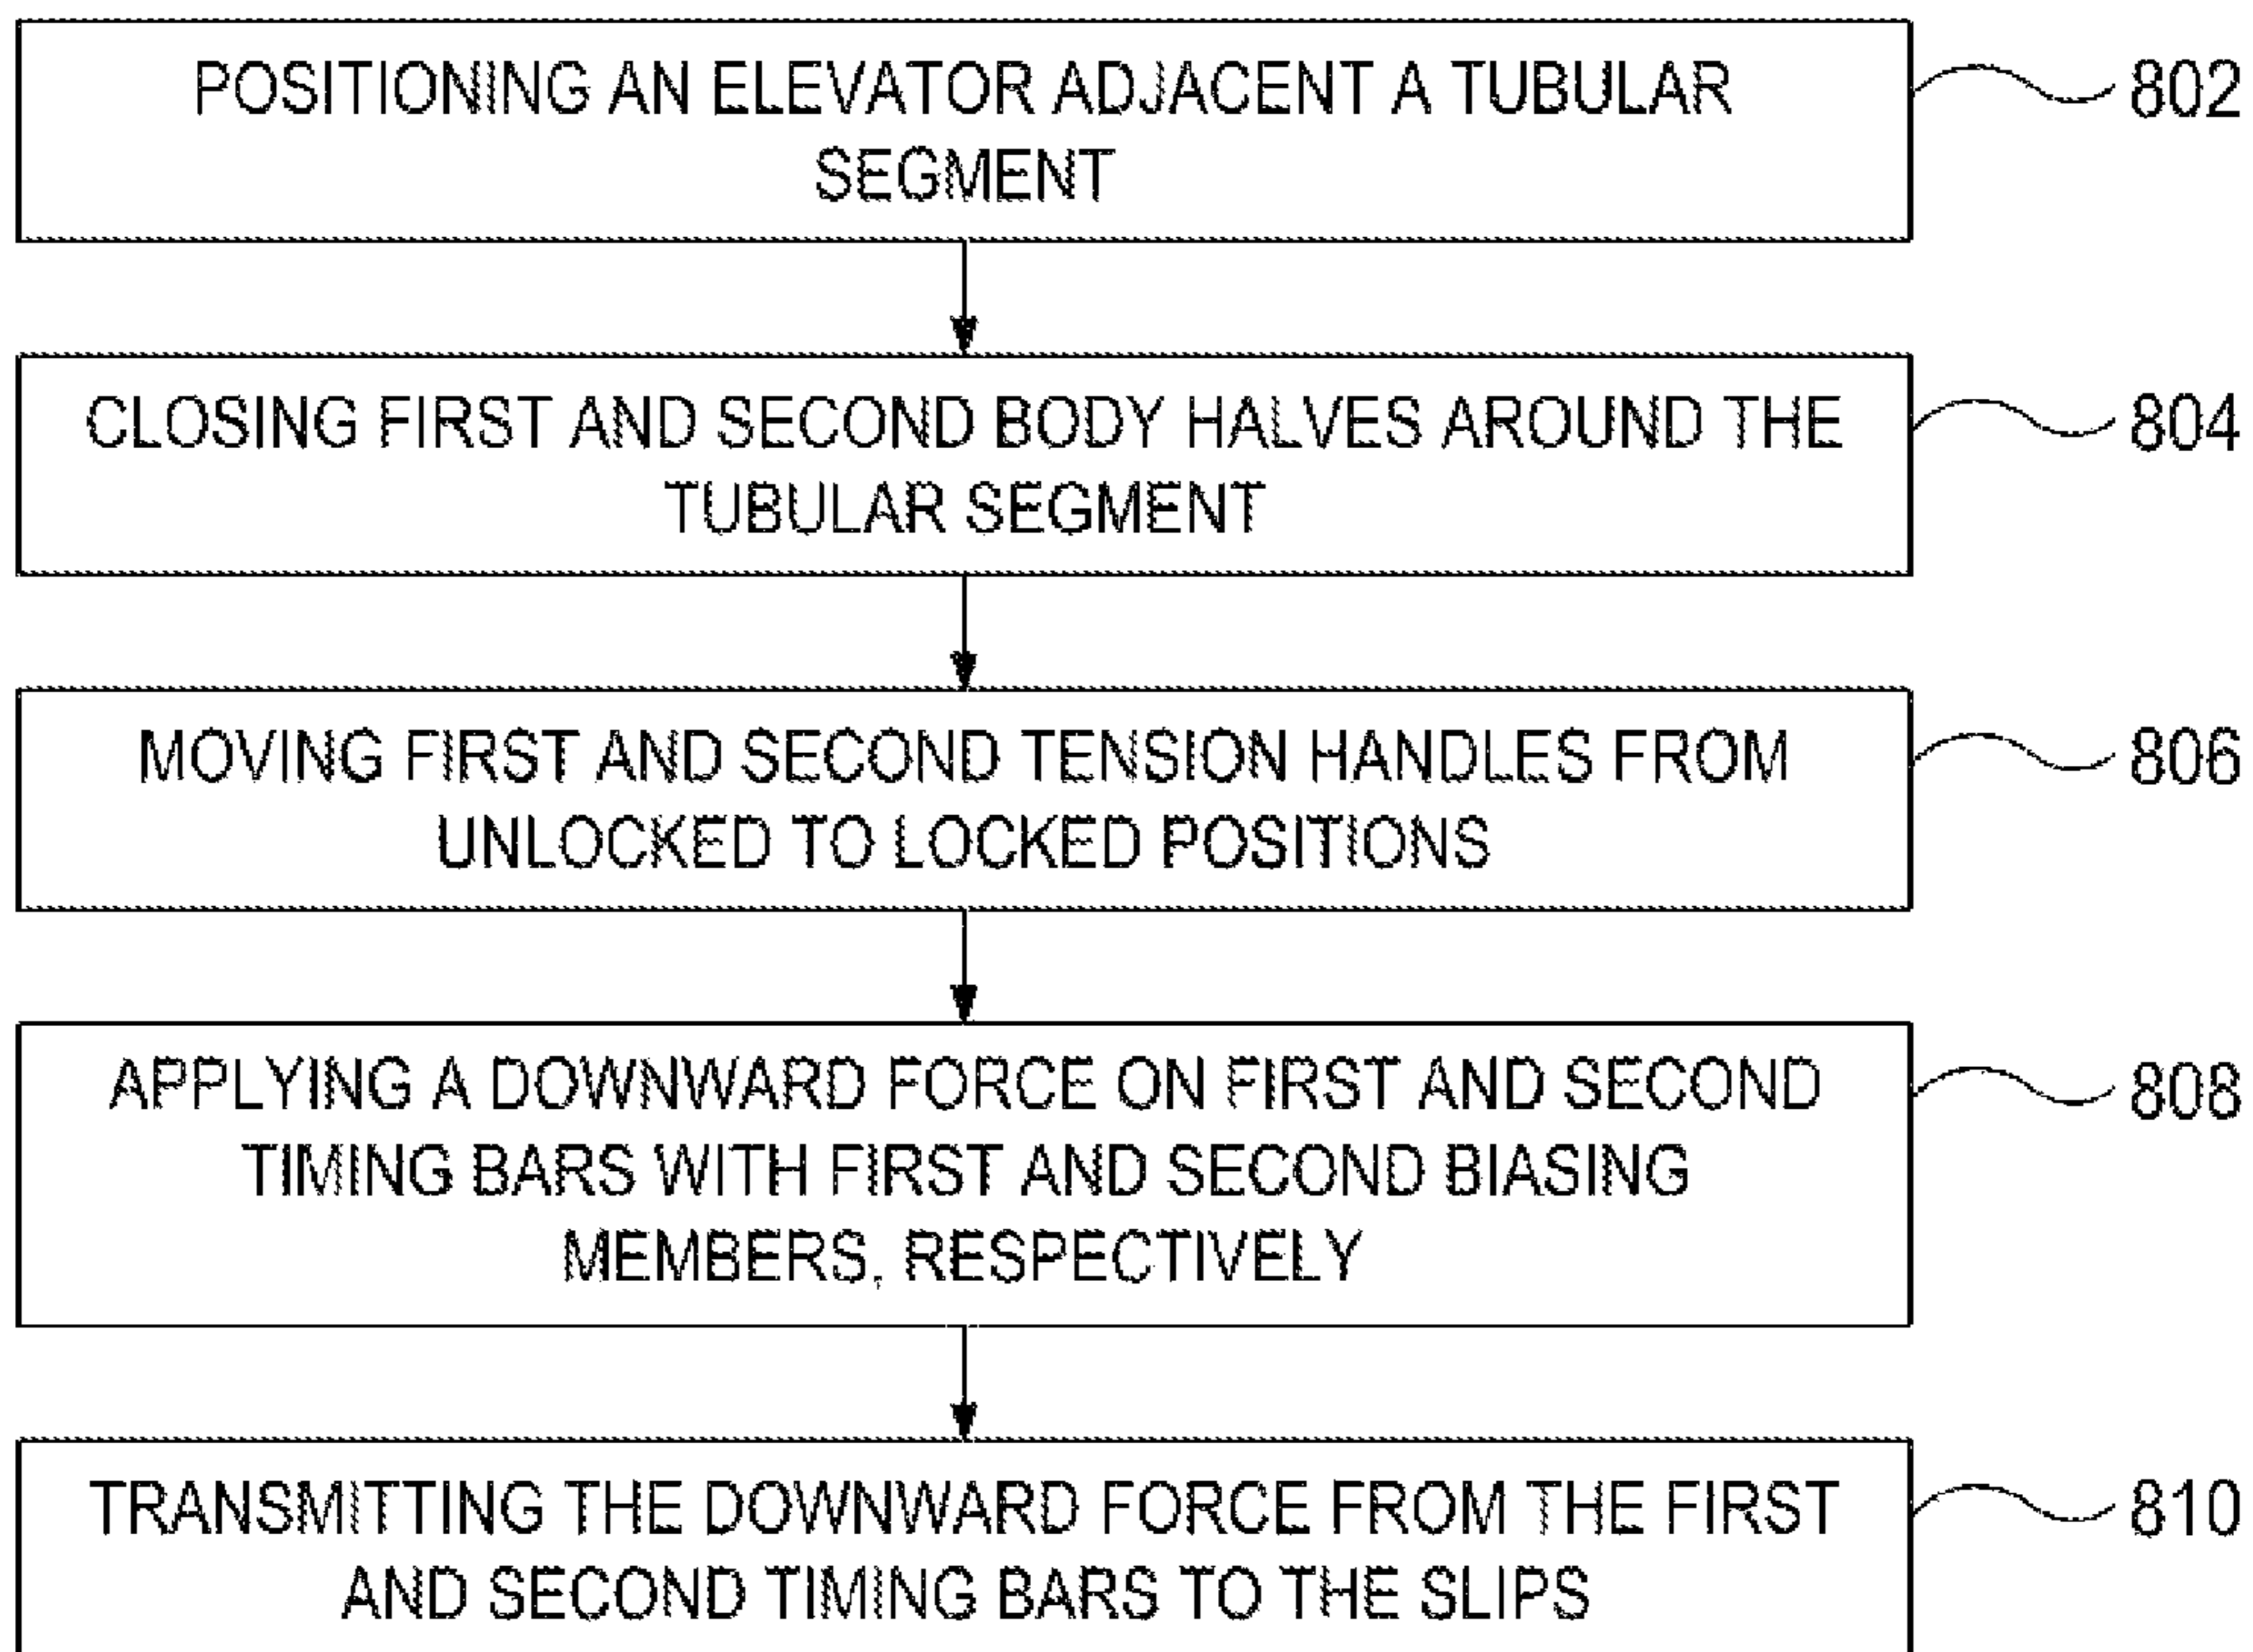 POSITIONING AN ELEVATOR ADJACENT A TUBULAR
SEGMENT
802
CLOSING FIRST AND SECOND BODY HALVES AROUND THE
TUBULAR SEGMENT
804
MOVING FIRST AND SECOND TENSION HANDLES FROM
UNLOCKED TO LOCKED POSITIONS
806
APPLYING A DOWNWARD FORCE ON FIRST AND SECOND
TIMING BARS WITH FIRST AND SECOND BIASING
MEMBERS, RESPECTIVELY
808
TRANSMITTING THE DOWNWARD FORCE FROM THE FIRST
AND SECOND TIMING BARS TO THE SLIPS
810